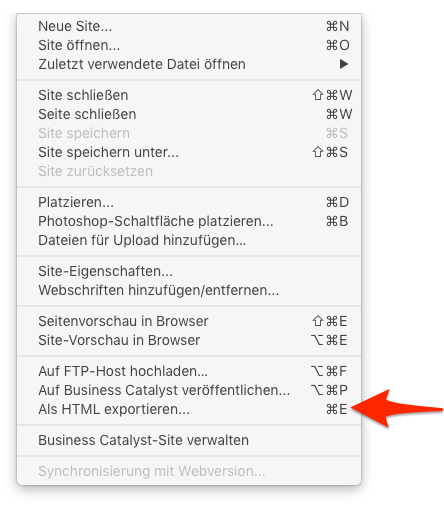 Neue Site... ⌘N
Site öffnen... ⌘O
Zuletzt verwendete Datei öffnen ▶
Site schließen ⇧⌘W
Seite schließen ⌘W
Site speichern ⌘S
Site speichern unter... ⇧⌘S
Site zurücksetzen
Platzieren... ⌘D
Photoshop-Schaltfläche platzieren... ⌘B
Dateien für Upload hinzufügen...
Site-Eigenschaften...
Webschriften hinzufügen/entfernen...
Seitenvorschau in Browser ⇧⌘E
Site-Vorschau in Browser ⌥⌘E
Auf FTP-Host hochladen... ⌥⌘F
Auf Business Catalyst veröffentlichen... ⌥⌘P
Als HTML exportieren... ⌘E
Business Catalyst-Site verwalten
Synchronisierung mit Webversion...